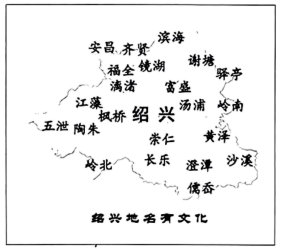 滨海
安昌 齐贤
福全 镜湖 谢塘
驿亭
漓渚 富盛
江藻 汤浦 岭南
枫桥 绍兴
五泄 陶朱
崇仁 黄泽
岭北 长乐 澄潭 沙溪
儒岙
绍兴地名有文化